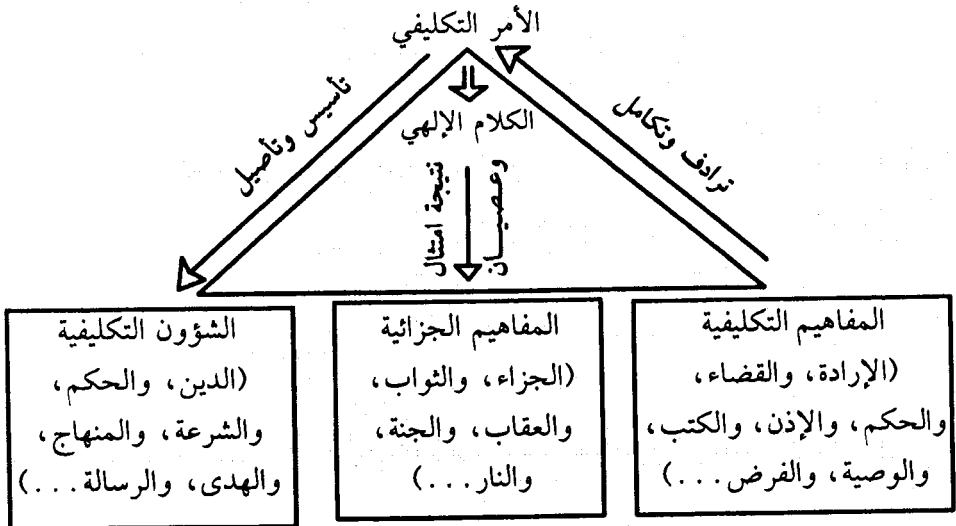 الأمر التكليفي
ترادف وتكامل
تأسيس وتأصيل
الكلام الإلهي
نتيجة امتثال
وعصيان
المفاهيم التكليفية
(الإرادة، والقضاء،
والحكم، والإذن، والكتب،
والوصية، والفرض...)
المفاهيم الجزائية
(الجزاء، والثواب،
والعقاب، والجنة،
والنار...)
الشؤون التكليفية
(الدين، والحكم،
والشرعة، والمنهاج،
والهدى، والرسالة...)